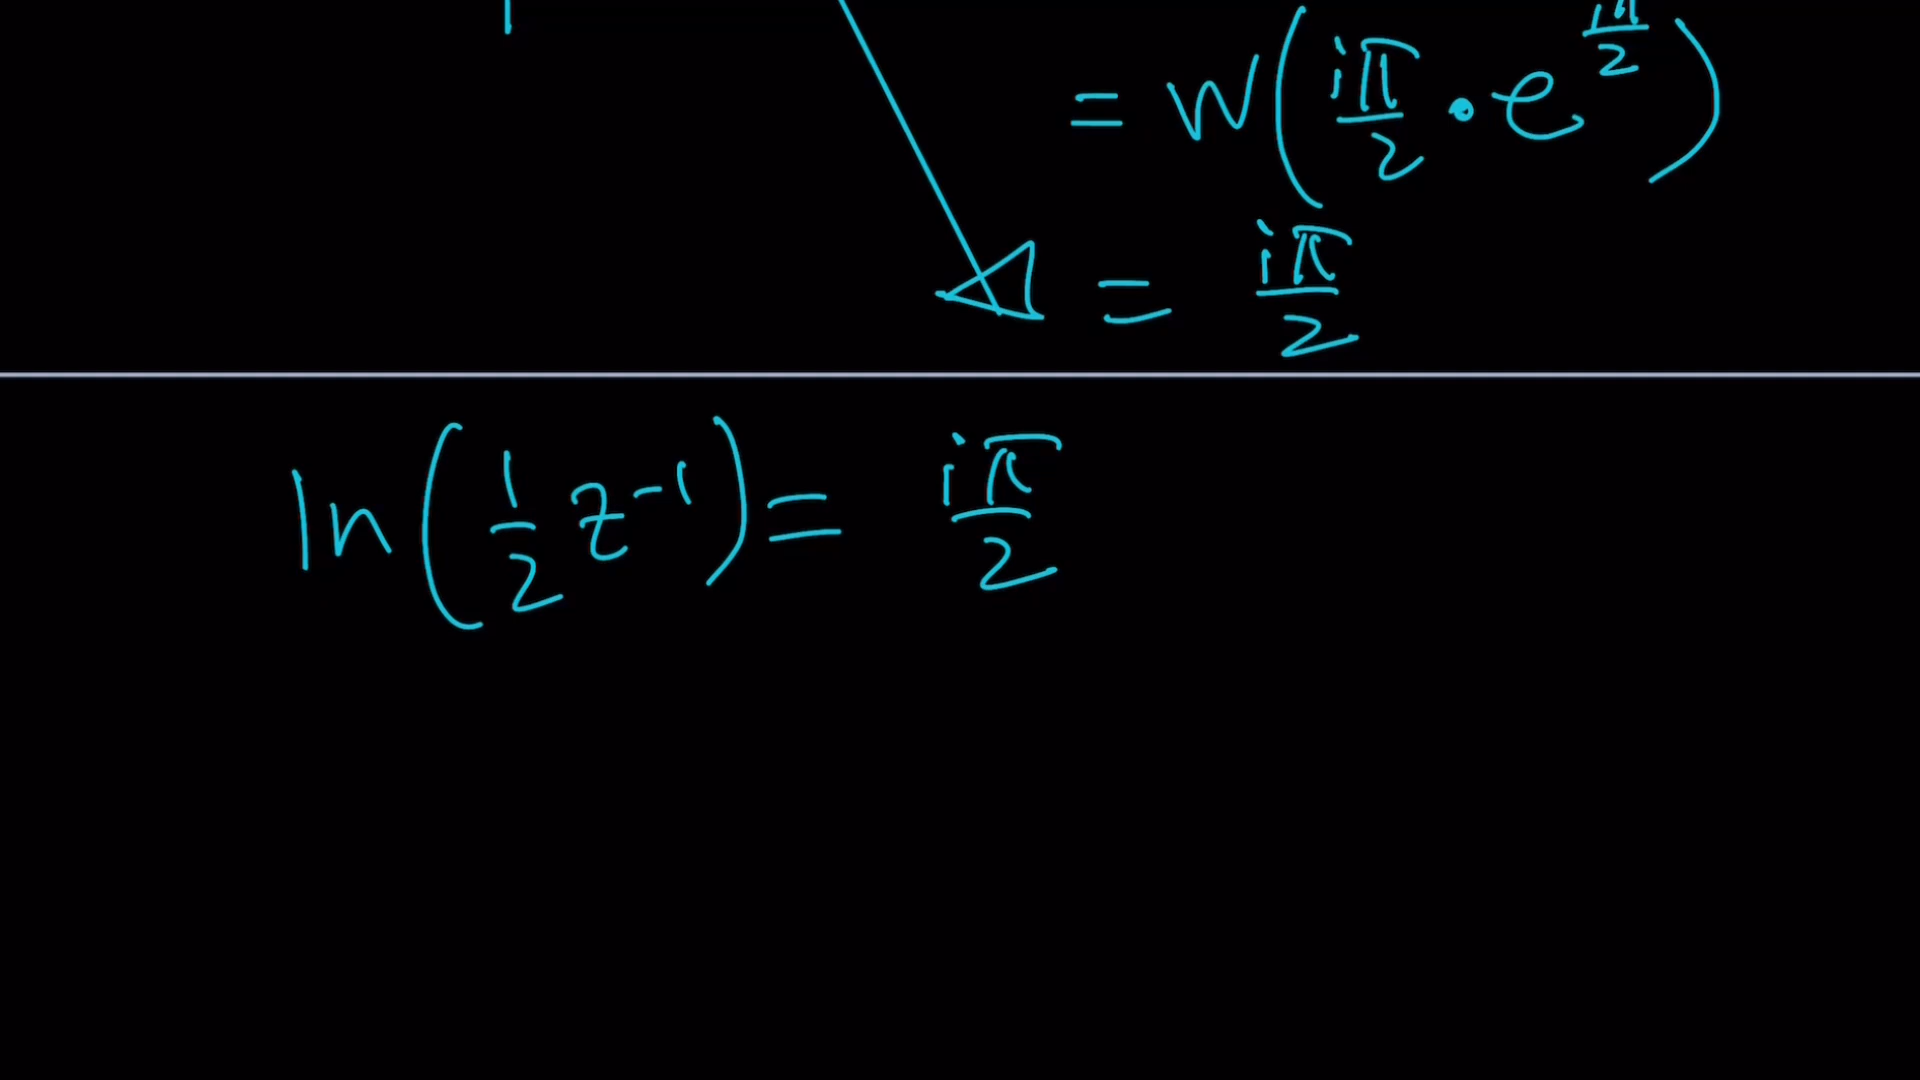 = W(iπ/2 • e^(iπ/2))
= iπ/2
ln(1/2 z^-1) = iπ/2